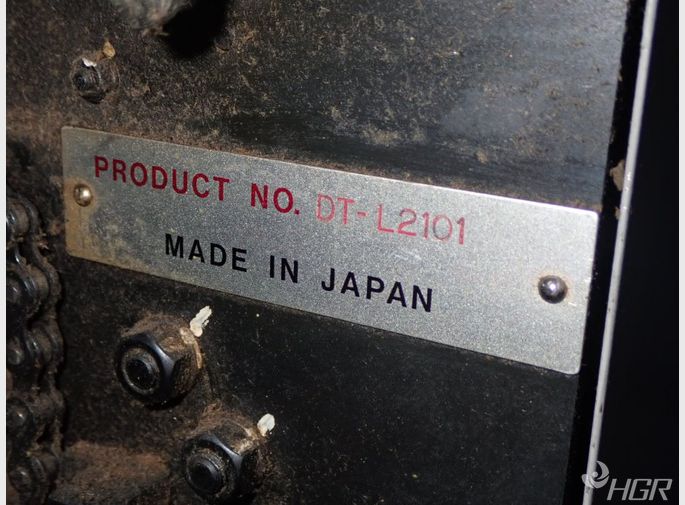 PRODUCT NO. DT-L2101
MADE IN JAPAN
HGR